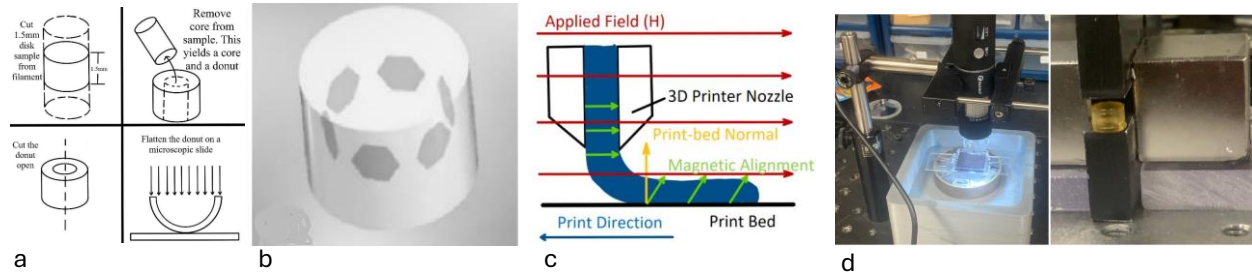 Cut
1.5mm
disk
sample
from
filament
1.5mm
Remove
core from
sample. This
yields a core
and a donut
Cut the
donut
open
Flatten the donut on a
microscopic slide
a
b
Applied Field (H)
3D Printer Nozzle
Print-bed Normal
Magnetic Alignment
Print Direction
Print Bed
c
d